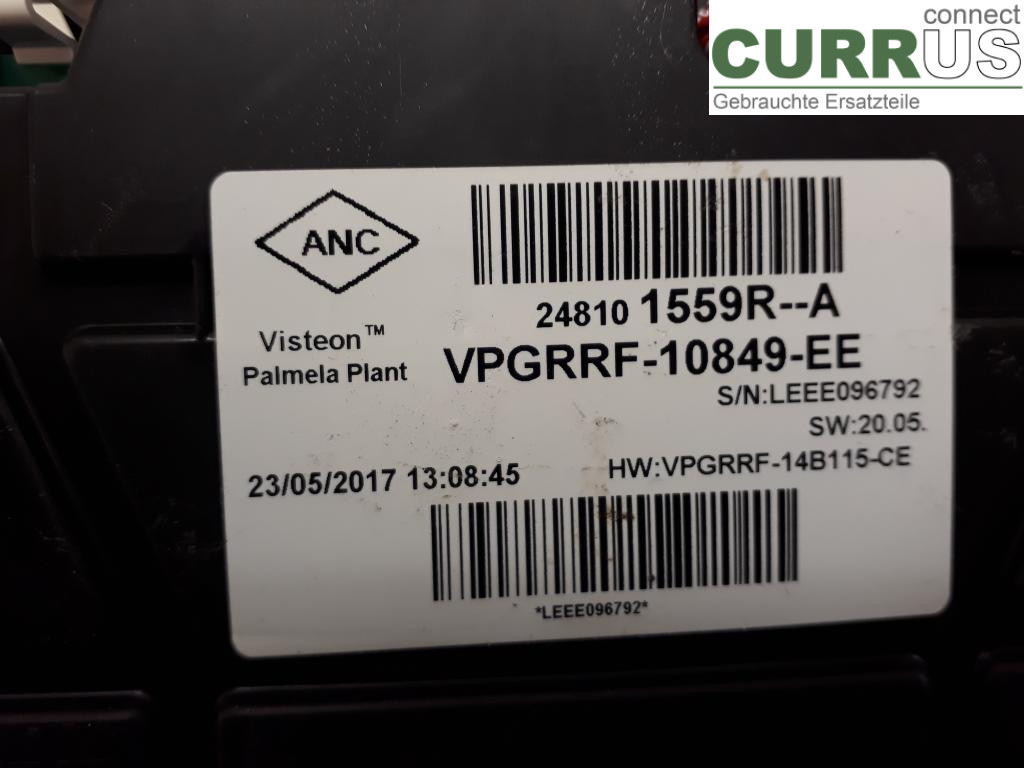 connect
CURRUS
Gebrauchte Ersatzteile
ANC
24810 1559R--A
Visteon™
VPGRRF-10849-EE
Palmela Plant
S/N:LEEE096792
SW:20.05.
HW:VPGRRF-14B115-CE
23/05/2017 13:08:45
*LEEE096792*